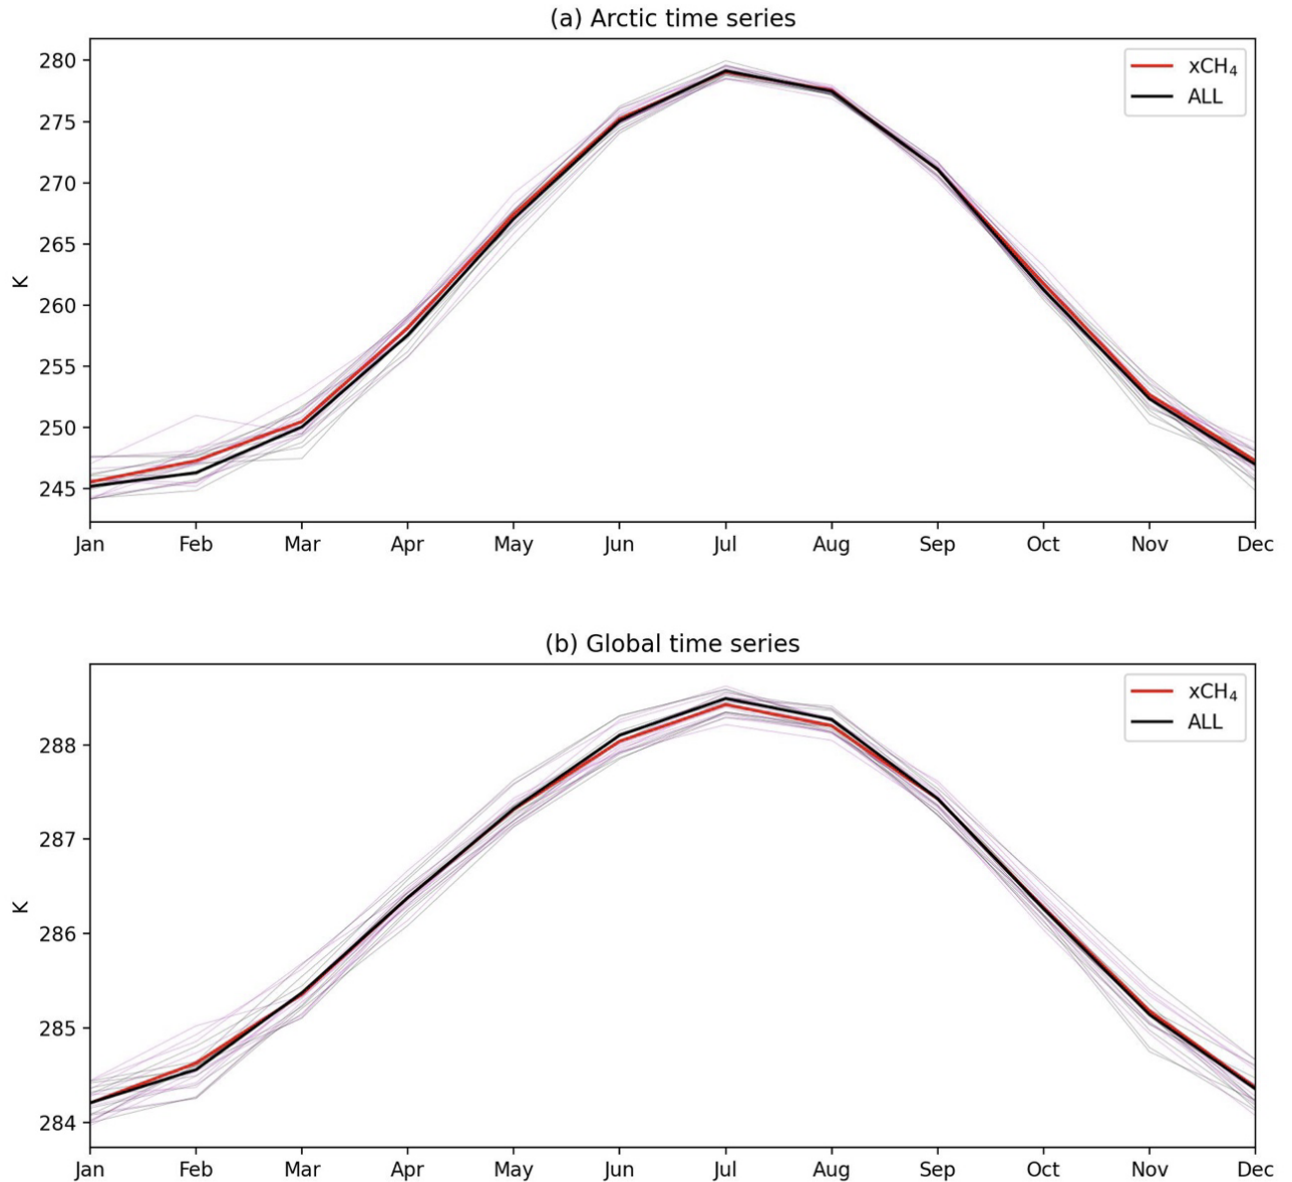 (a) Arctic time series
280
275
270
265
260
255
250
245
K
xCH₄
ALL
Jan Feb Mar Apr May Jun Jul Aug Sep Oct Nov Dec
(b) Global time series
288
287
286
285
284
K
xCH₄
ALL
Jan Feb Mar Apr May Jun Jul Aug Sep Oct Nov Dec